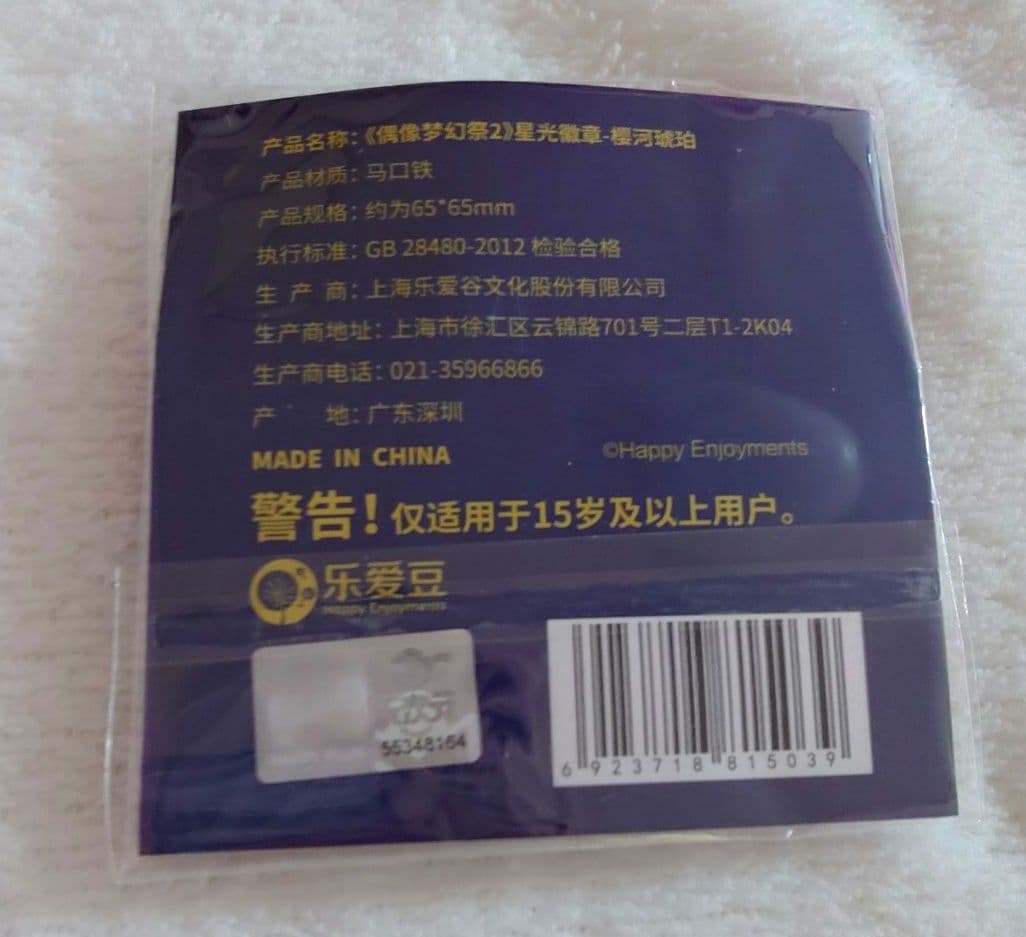 产品名称：《偶像梦幻祭2》星光徽章-樱河琥珀
产品材质：马口铁
产品规格：约为65*65mm
执行标准：GB 28480-2012 检验合格
生 产 商：上海乐爱谷文化股份有限公司
生产商地址：上海市徐汇区云锦路701号二层T1-2K04
生产商电话：021-35966866
产 地：广东深圳
MADE IN CHINA
©Happy Enjoyments
警告！仅适用于15岁及以上用户。
乐爱豆
Happy Enjoyments
55348164
6 923718 815039